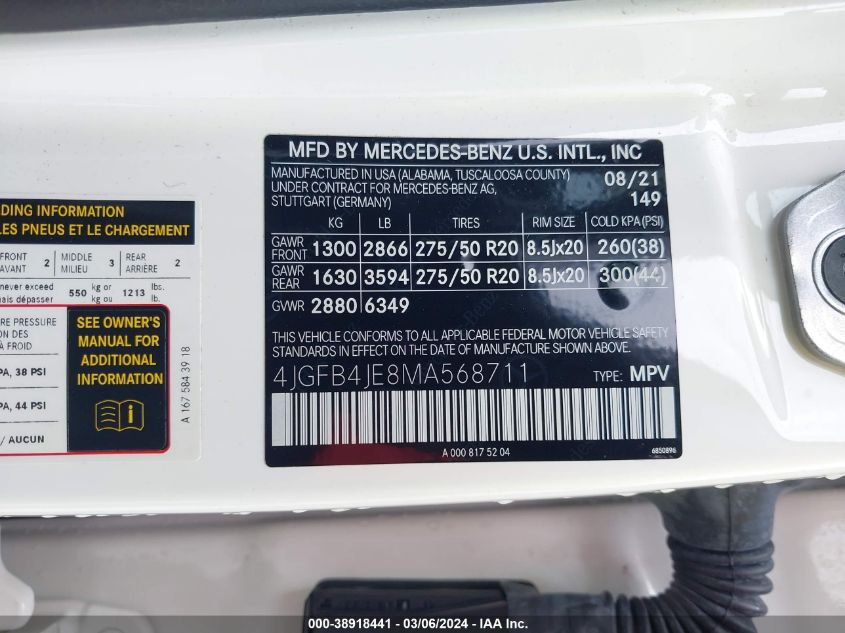 MFD BY MERCEDES-BENZ U.S. INTL., INC
MANUFACTURED IN USA (ALABAMA, TUSCALOOSA COUNTY)
UNDER CONTRACT FOR MERCEDES-BENZ AG,
STUTTGART (GERMANY)
08/21
149
KG LB TIRES RIM SIZE COLD KPA(PSI)
GAWR FRONT 1300 2866 275/50 R20 8.5Jx20 260(38)
GAWR REAR 1630 3594 275/50 R20 8.5Jx20 300(44)
GVWR 2880 6349
THIS VEHICLE CONFORMS TO ALL APPLICABLE FEDERAL MOTOR VEHICLE SAFETY
STANDARDS IN EFFECT ON THE DATE OF MANUFACTURE SHOWN ABOVE.
4JGFB4JE8MA568711 TYPE: MPV
A 000 817 52 04 6850896
DING INFORMATION
LES PNEUS ET LE CHARGEMENT
FRONT AVANT 2 MIDDLE MILIEU 3 REAR ARRIÈRE 2
never exceed
mais dépasser 550 kg or kg ou 1213 lbs. lb.
RE PRESSURE
ON DES
À FROID
PA, 38 PSI
PA, 44 PSI
/ AUCUN
SEE OWNER'S
MANUAL FOR
ADDITIONAL
INFORMATION
A 167 584 39 18
000-38918441 - 03/06/2024 - IAA Inc.